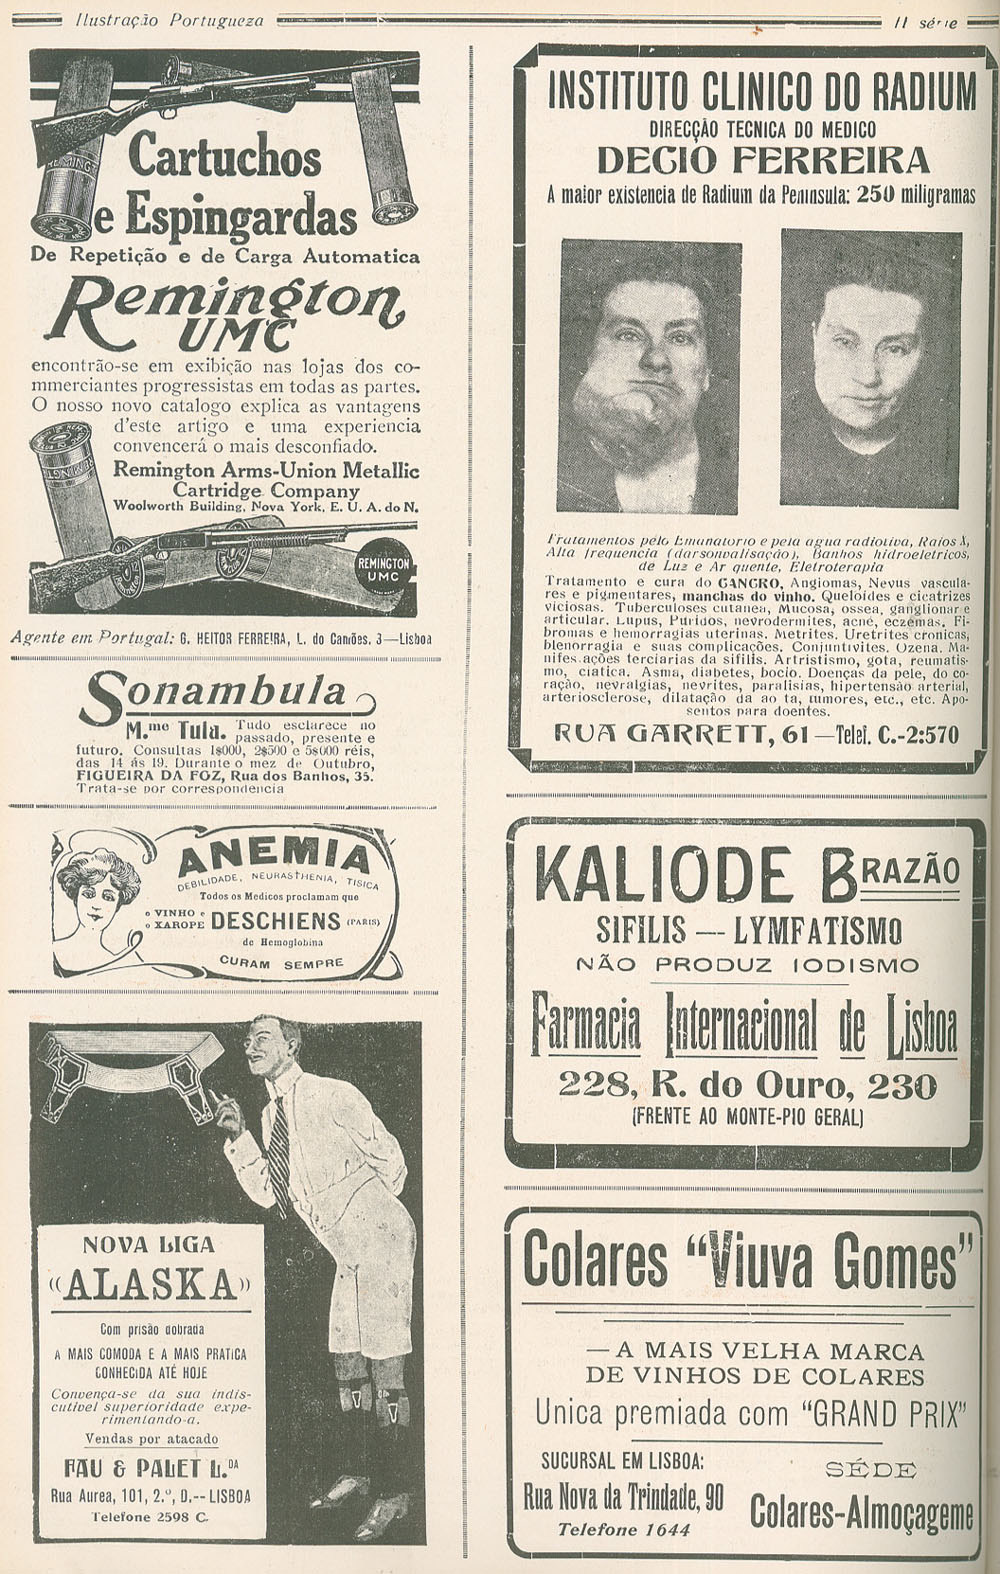 Ilustração Portugueza
II série
Cartuchos
e Espingardas
De Repetição e de Carga Automatica
Remington
UMC
encontrão-se em exibição nas lojas dos co-
mmerciantes progressistas em todas as partes.
O nosso novo catalogo explica as vantagens
d'este artigo e uma experiencia
convencerá o mais desconfiado.
Remington Arms-Union Metallic
Cartridge Company
Woolworth Building, Nova York, E. U. A. do N.
REMINGTON
UMC
Agente em Portugal: G. HEITOR FERREIRA, L. do Camões, 3—Lisboa
Sonambula
M.me Tula. Tudo esclarece no
passado, presente e
futuro. Consultas 1$000, 2$500 e 5$000 réis,
das 14 ás 19. Durante o mez de Outubro,
FIGUEIRA DA FOZ, Rua dos Banhos, 35.
Trata-se por correspondencia
ANEMIA
DEBILIDADE, NEURASTHENIA, TISICA
Todos os Medicos proclamam que
o VINHO e
o XAROPE DESCHIENS (PARIS)
de Hemoglobina
CURAM SEMPRE
NOVA LIGA
«ALASKA»
Com prisão dobrada
A MAIS COMODA E A MAIS PRATICA
CONHECIDA ATÉ HOJE
Convença-se da sua indis-
cutivel superioridade expe-
rimentando-a.
Vendas por atacado
FAU & PALET L.DA
Rua Aurea, 101, 2.º, D.--LISBOA
Telefone 2598 C.
INSTITUTO CLINICO DO RADIUM
DIRECÇÃO TECNICA DO MEDICO
DECIO FERREIRA
A maior existencia de Radium da Peninsula: 250 miligramas
Tratamentos pelo Emanatorio e pela agua radiotiva, Raios X,
Alta frequencia (darsonvalisação), Banhos hidroeletricos,
de Luz e Ar quente, Eletroterapia
Tratamento e cura do CANCRO, Angiomas, Nevus vascula-
res e pigmentares, manchas do vinho. Queloides e cicatrizes
viciosas. Tuberculoses cutanea, Mucosa, ossea, ganglionar e
articular. Lupus, Puridos, nevrodermites, acne, eczemas. Fi-
bromas e hemorragias uterinas. Metrites. Uretrites cronicas,
blenorragia e suas complicações. Conjuntivites. Ozena. Ma-
nifes ações terciarias da sifilis. Artristismo, gota, reumatis-
mo, ciatica. Asma, diabetes, bocio. Doenças da pele, do co-
ração, nevralgias, nevrites, paralisias, hipertensão arterial,
arteriosclerose, dilatação da ao ta, tumores, etc., etc. Apo-
sentos para doentes.
RUA GARRETT, 61—Telef. C.-2:570
KALIODE BRAZÃO
SIFILIS — LYMFATISMO
NÃO PRODUZ IODISMO
Farmacia Internacional de Lisboa
228, R. do Ouro, 230
(FRENTE AO MONTE-PIO GERAL)
Colares "Viuva Gomes"
—A MAIS VELHA MARCA
DE VINHOS DE COLARES
Unica premiada com "GRAND PRIX"
SUCURSAL EM LISBOA:
Rua Nova da Trindade, 90
Telefone 1644
SÉDE
Colares-Almoçageme